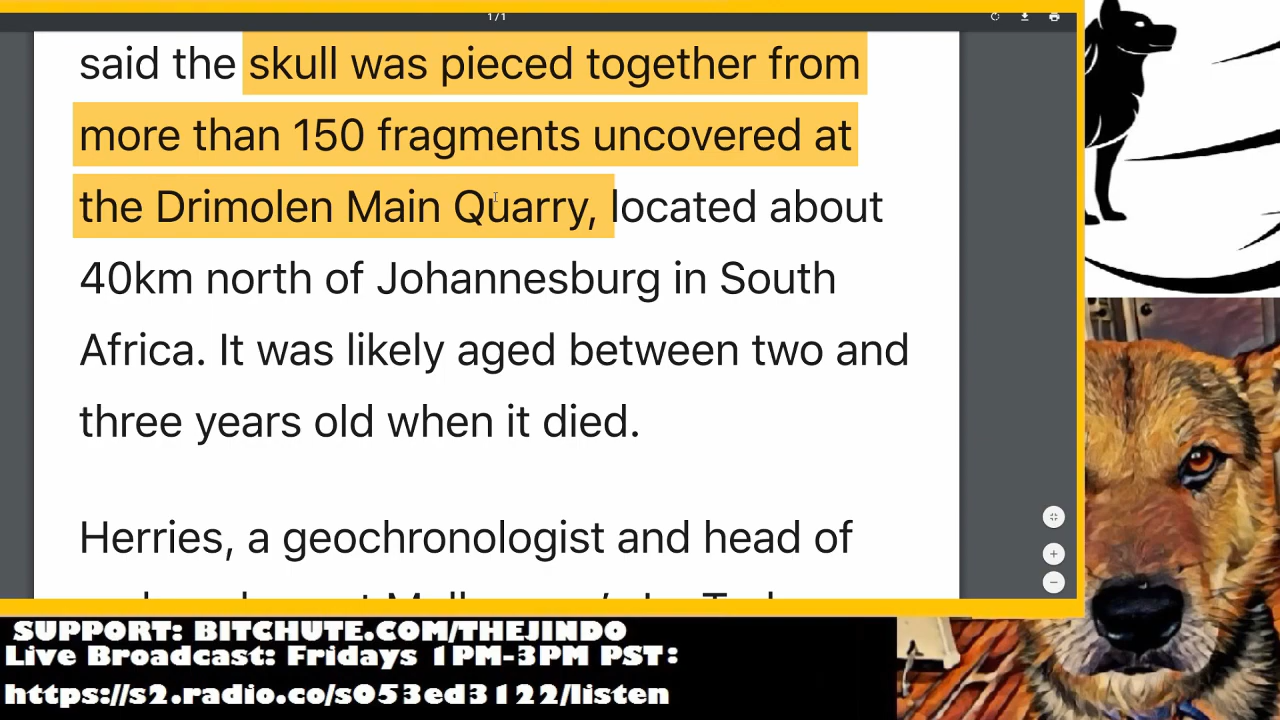 1/1
said the skull was pieced together from
more than 150 fragments uncovered at
the Drimolen Main Quarry, located about
40km north of Johannesburg in South
Africa. It was likely aged between two and
three years old when it died.
Herries, a geochronologist and head of
SUPPORT: BITCHUTE.COM/THEJINDO
Live Broadcast: Fridays 1PM-3PM PST:
https://s2.radio.co/s053ed3122/listen